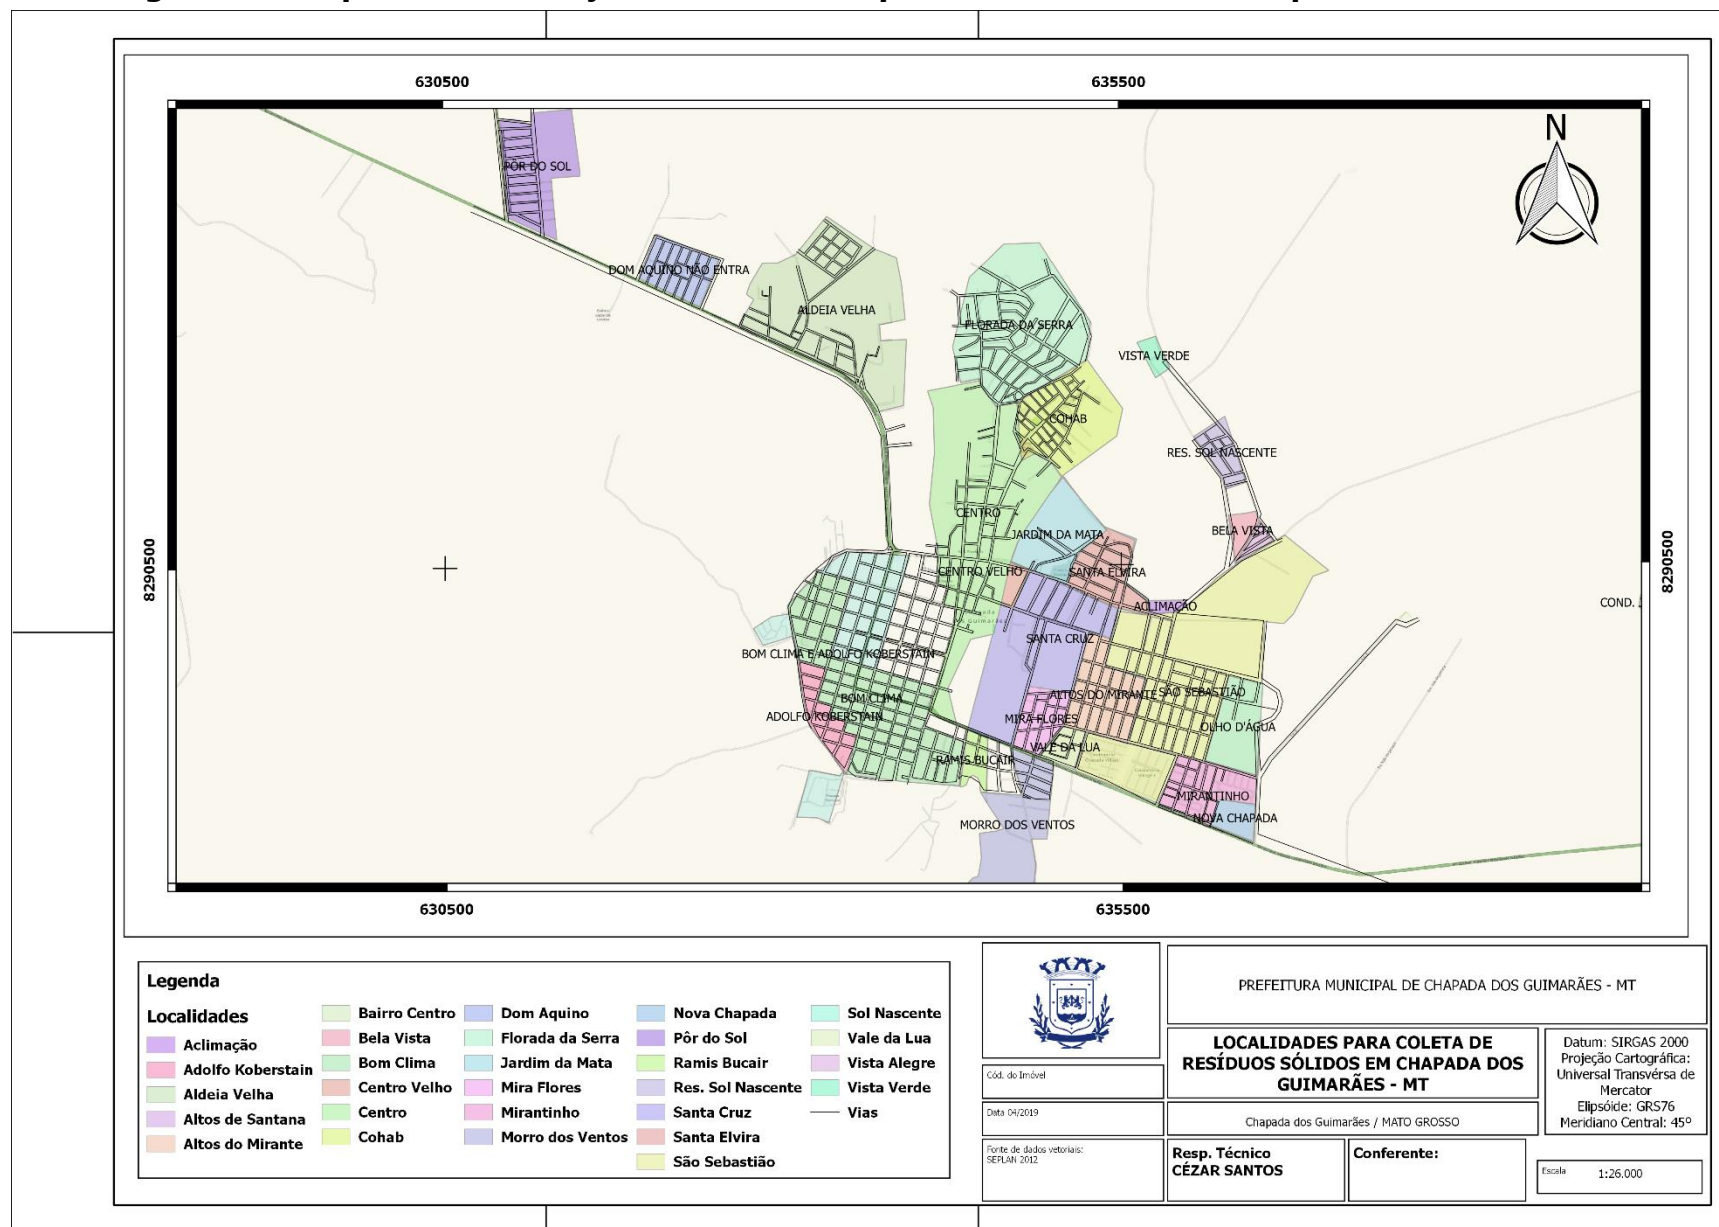 630500
635500
N
PÔR DO SOL
DOM AQUINO NÃO ENTRA
ALDEIA VELHA
FLORADA DA SERRA
VISTA VERDE
COHAB
RES. SOL NASCENTE
CENTRO
BELA VISTA
JARDIM DA MATA
8290500
8290500
CENTRO VELHO
SANTA ELVIRA
COND.
ACLIMAÇÃO
SANTA CRUZ
BOM CLIMA E ADOLFO KOBERSTAIN
ALTOS DO MIRANTE
SÃO SEBASTIÃO
BOM CLIMA
ADOLFO KOBERSTAIN
MIRA FLORES
OLHO D'ÁGUA
VALE DA LUA
RAMIS BUCAIR
MIRANTINHO
NOVA CHAPADA
MORRO DOS VENTOS
630500
635500
Legenda
Localidades
Aclimação
Adolfo Koberstain
Aldeia Velha
Altos de Santana
Altos do Mirante
Bairro Centro
Bela Vista
Bom Clima
Centro Velho
Centro
Cohab
Dom Aquino
Florada da Serra
Jardim da Mata
Mira Flores
Mirantinho
Morro dos Ventos
Nova Chapada
Pôr do Sol
Ramis Bucair
Res. Sol Nascente
Santa Cruz
Santa Elvira
São Sebastião
Sol Nascente
Vale da Lua
Vista Alegre
Vista Verde
Vias
Cód. do Imóvel
Data 04/2019
Fonte de dados vetoriais:
SEPLAN 2012
PREFEITURA MUNICIPAL DE CHAPADA DOS GUIMARÃES - MT
LOCALIDADES PARA COLETA DE
RESÍDUOS SÓLIDOS EM CHAPADA DOS
GUIMARÃES - MT
Chapada dos Guimarães / MATO GROSSO
Resp. Técnico
CÉZAR SANTOS
Conferente:
Datum: SIRGAS 2000
Projeção Cartográfica:
Universal Transvérsa de
Mercator
Elipsóide: GRS76
Meridiano Central: 45º
Escala
1:26.000